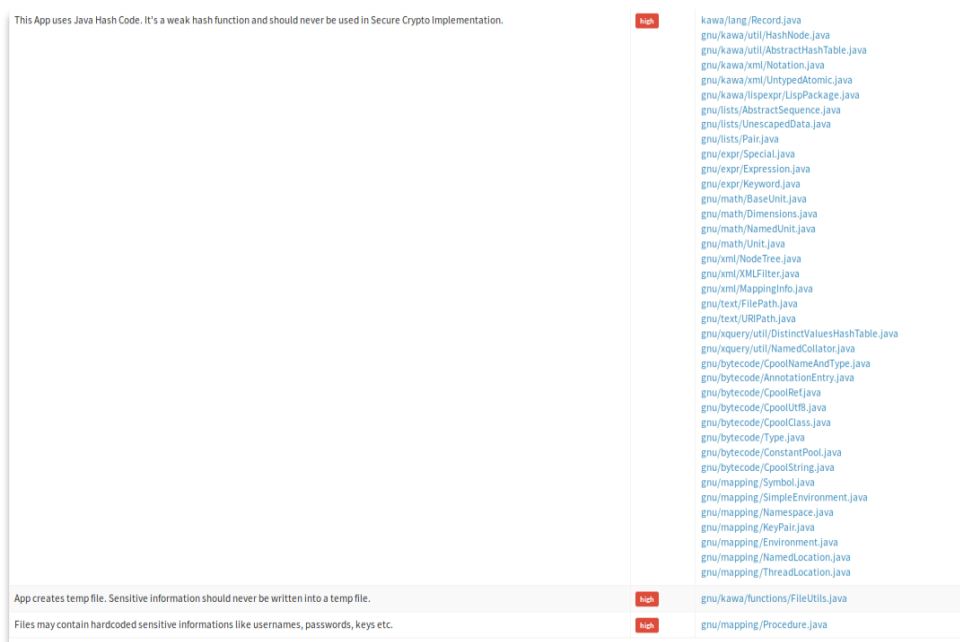 This App uses Java Hash Code. It's a weak hash function and should never be used in Secure Crypto Implementation.
high
kawa/lang/Record.java
gnu/kawa/util/HashNode.java
gnu/kawa/util/AbstractHashTable.java
gnu/kawa/xml/Notation.java
gnu/kawa/xml/UntypedAtomic.java
gnu/kawa/lispexpr/LispPackage.java
gnu/lists/AbstractSequence.java
gnu/lists/UnescapedData.java
gnu/lists/Pair.java
gnu/expr/Special.java
gnu/expr/Expression.java
gnu/expr/Keyword.java
gnu/math/BaseUnit.java
gnu/math/Dimensions.java
gnu/math/NamedUnit.java
gnu/math/Unit.java
gnu/xml/NodeTree.java
gnu/xml/XMLFilter.java
gnu/xml/MappingInfo.java
gnu/text/FilePath.java
gnu/text/URIPath.java
gnu/xquery/util/DistinctValuesHashTable.java
gnu/xquery/util/NamedCollator.java
gnu/bytecode/CpoolNameAndType.java
gnu/bytecode/AnnotationEntry.java
gnu/bytecode/CpoolRef.java
gnu/bytecode/CpoolUtf8.java
gnu/bytecode/CpoolClass.java
gnu/bytecode/Type.java
gnu/bytecode/ConstantPool.java
gnu/bytecode/CpoolString.java
gnu/mapping/Symbol.java
gnu/mapping/SimpleEnvironment.java
gnu/mapping/Namespace.java
gnu/mapping/KeyPair.java
gnu/mapping/Environment.java
gnu/mapping/NamedLocation.java
gnu/mapping/ThreadLocation.java
App creates temp file. Sensitive information should never be written into a temp file.
high
gnu/kawa/functions/FileUtils.java
Files may contain hardcoded sensitive informations like usernames, passwords, keys etc.
high
gnu/mapping/Procedure.java